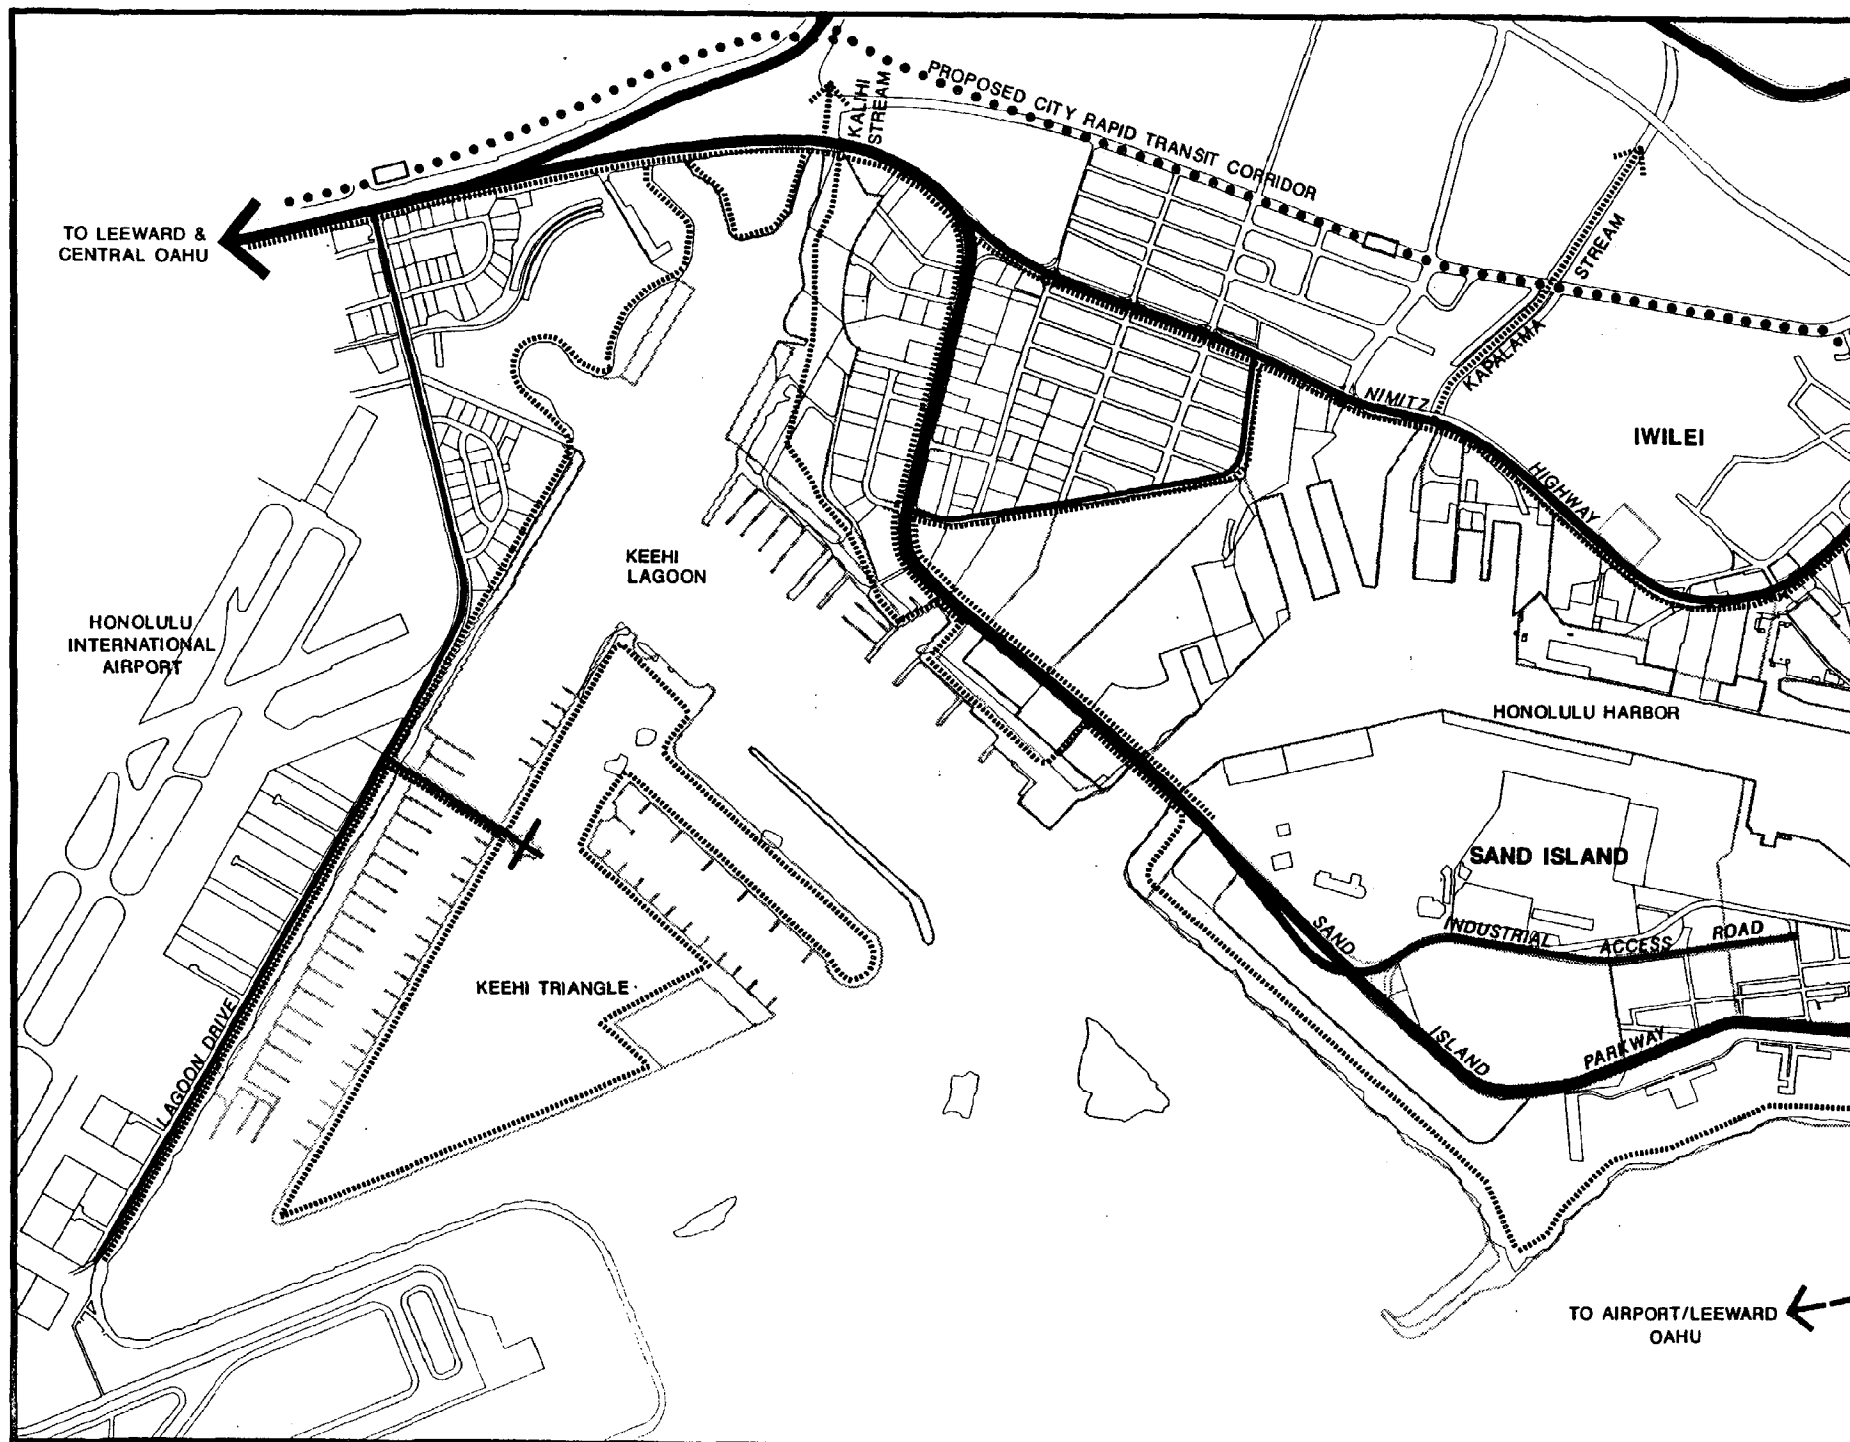 PROPOSED CITY RAPID TRANSIT CORRIDOR
KALIHI
STREAM
TO LEEWARD &
CENTRAL OAHU
STREAM
KAPALAMA
NIMITZ
HIGHWAY
IWILEI
KEEHI
LAGOON
HONOLULU
INTERNATIONAL
AIRPORT
HONOLULU HARBOR
SAND ISLAND
SAND
ISLAND
PARKWAY
INDUSTRIAL ACCESS ROAD
KEEHI TRIANGLE
LAGOON DRIVE
TO AIRPORT/LEEWARD
OAHU